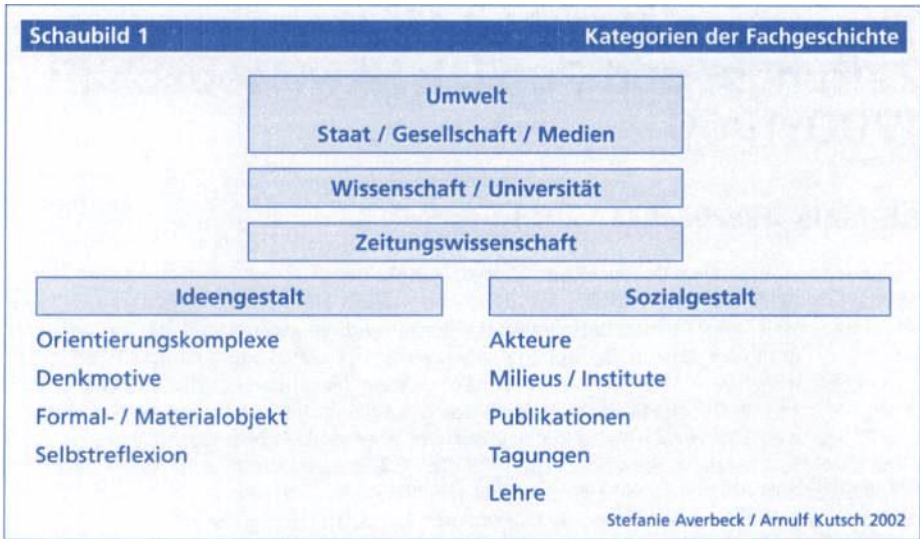 Schaubild 1 Kategorien der Fachgeschichte
Umwelt
Staat / Gesellschaft / Medien
Wissenschaft / Universität
Zeitungswissenschaft
Ideengestalt
Orientierungskomplexe
Denkmotive
Formal- / Materialobjekt
Selbstreflexion
Sozialgestalt
Akteure
Milieus / Institute
Publikationen
Tagungen
Lehre
Stefanie Averbeck / Arnulf Kutsch 2002